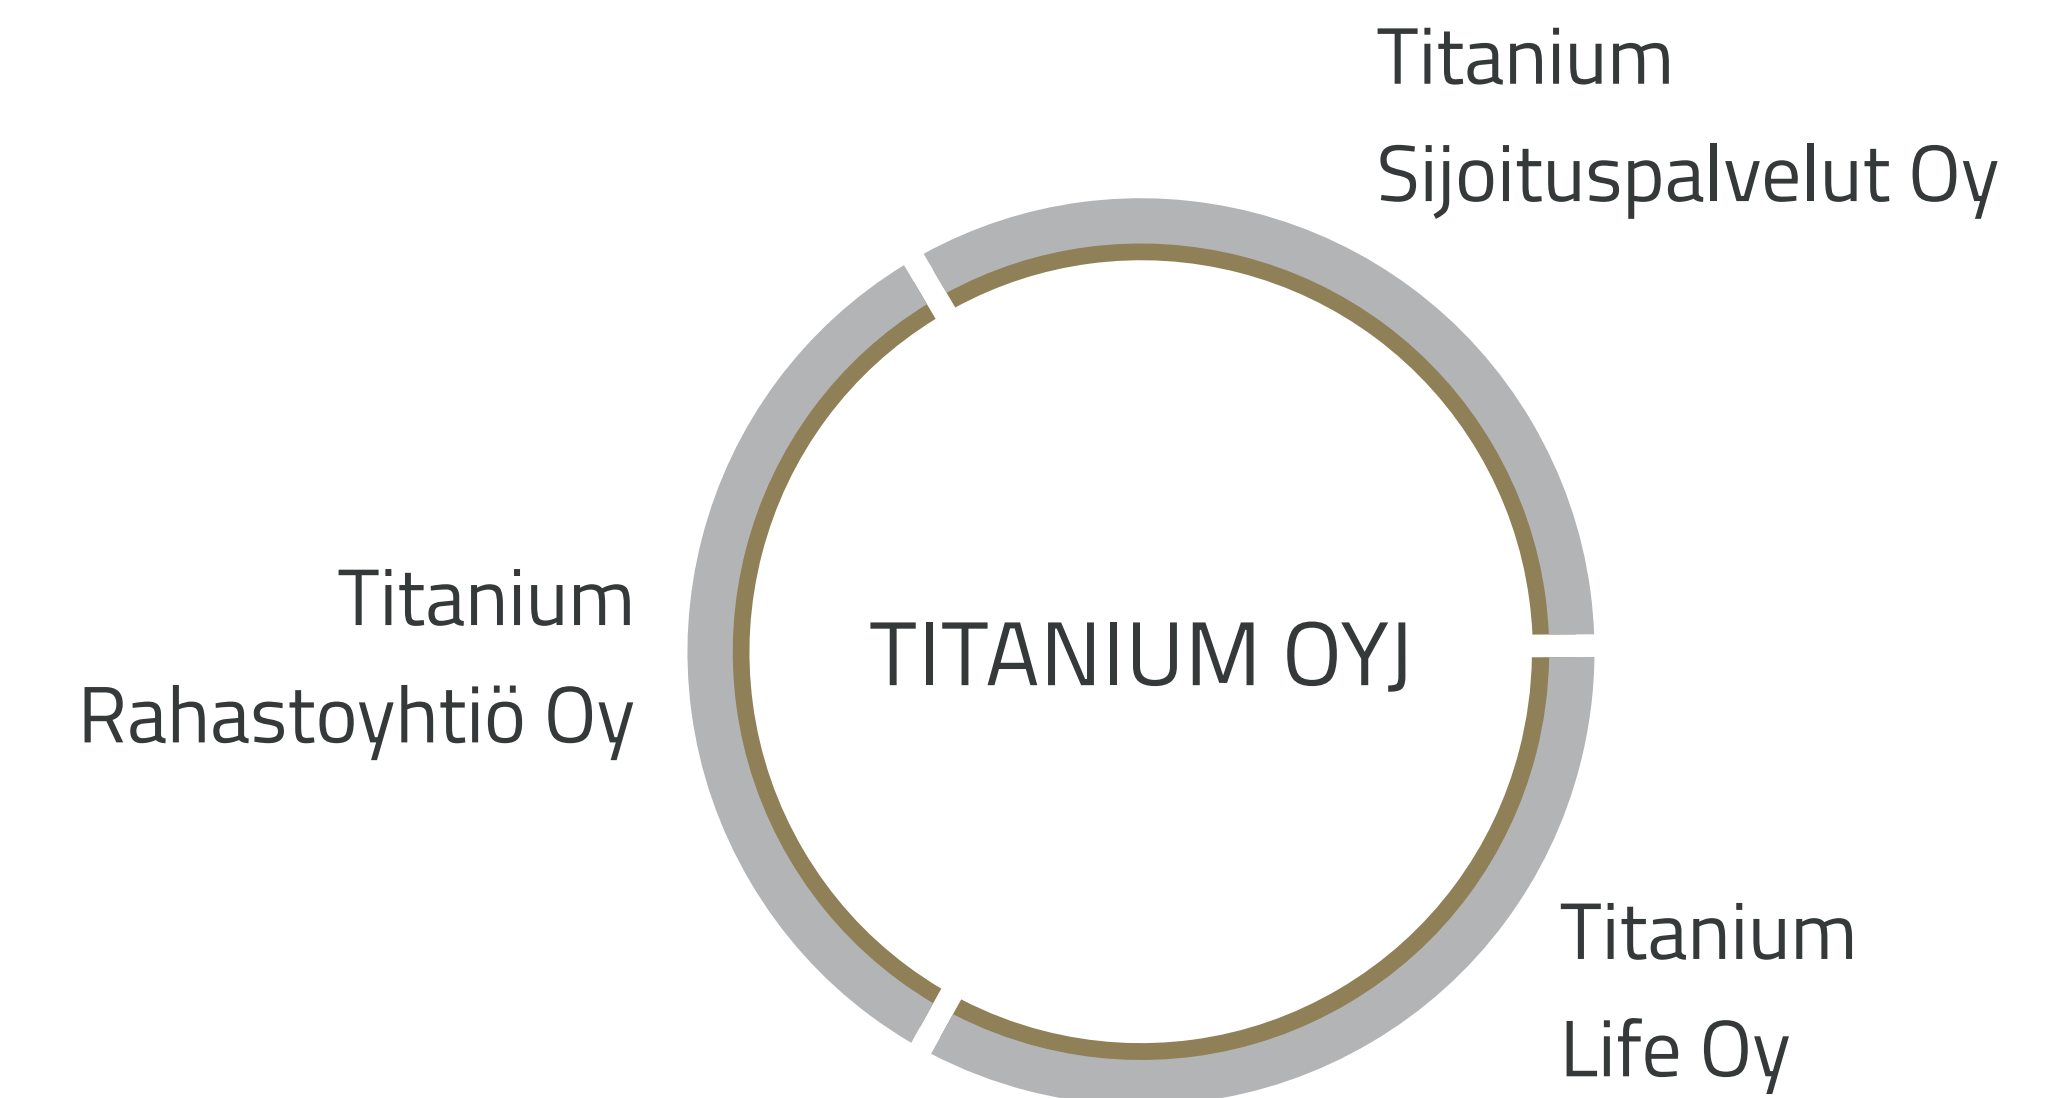 Titanium
Sijoituspalvelut Oy
Titanium
Rahastoyhtiö Oy
TITANIUM OYJ
Titanium
Life Oy